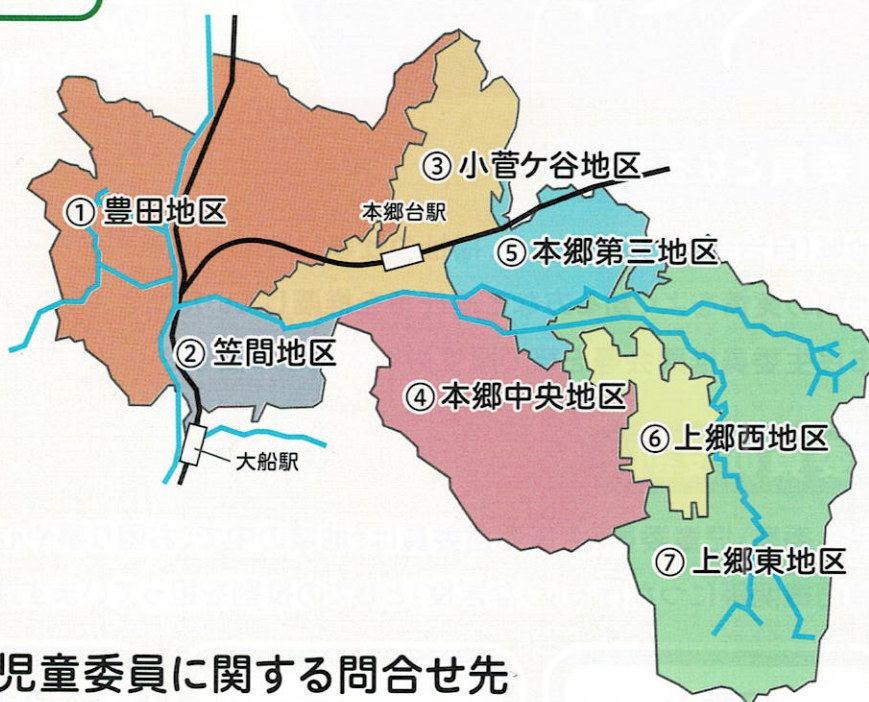 ③ 小菅ケ谷地区
① 豊田地区
本郷台駅
⑤ 本郷第三地区
② 笠間地区
④ 本郷中央地区
⑥ 上郷西地区
大船駅
⑦ 上郷東地区
児童委員に関する問合せ先